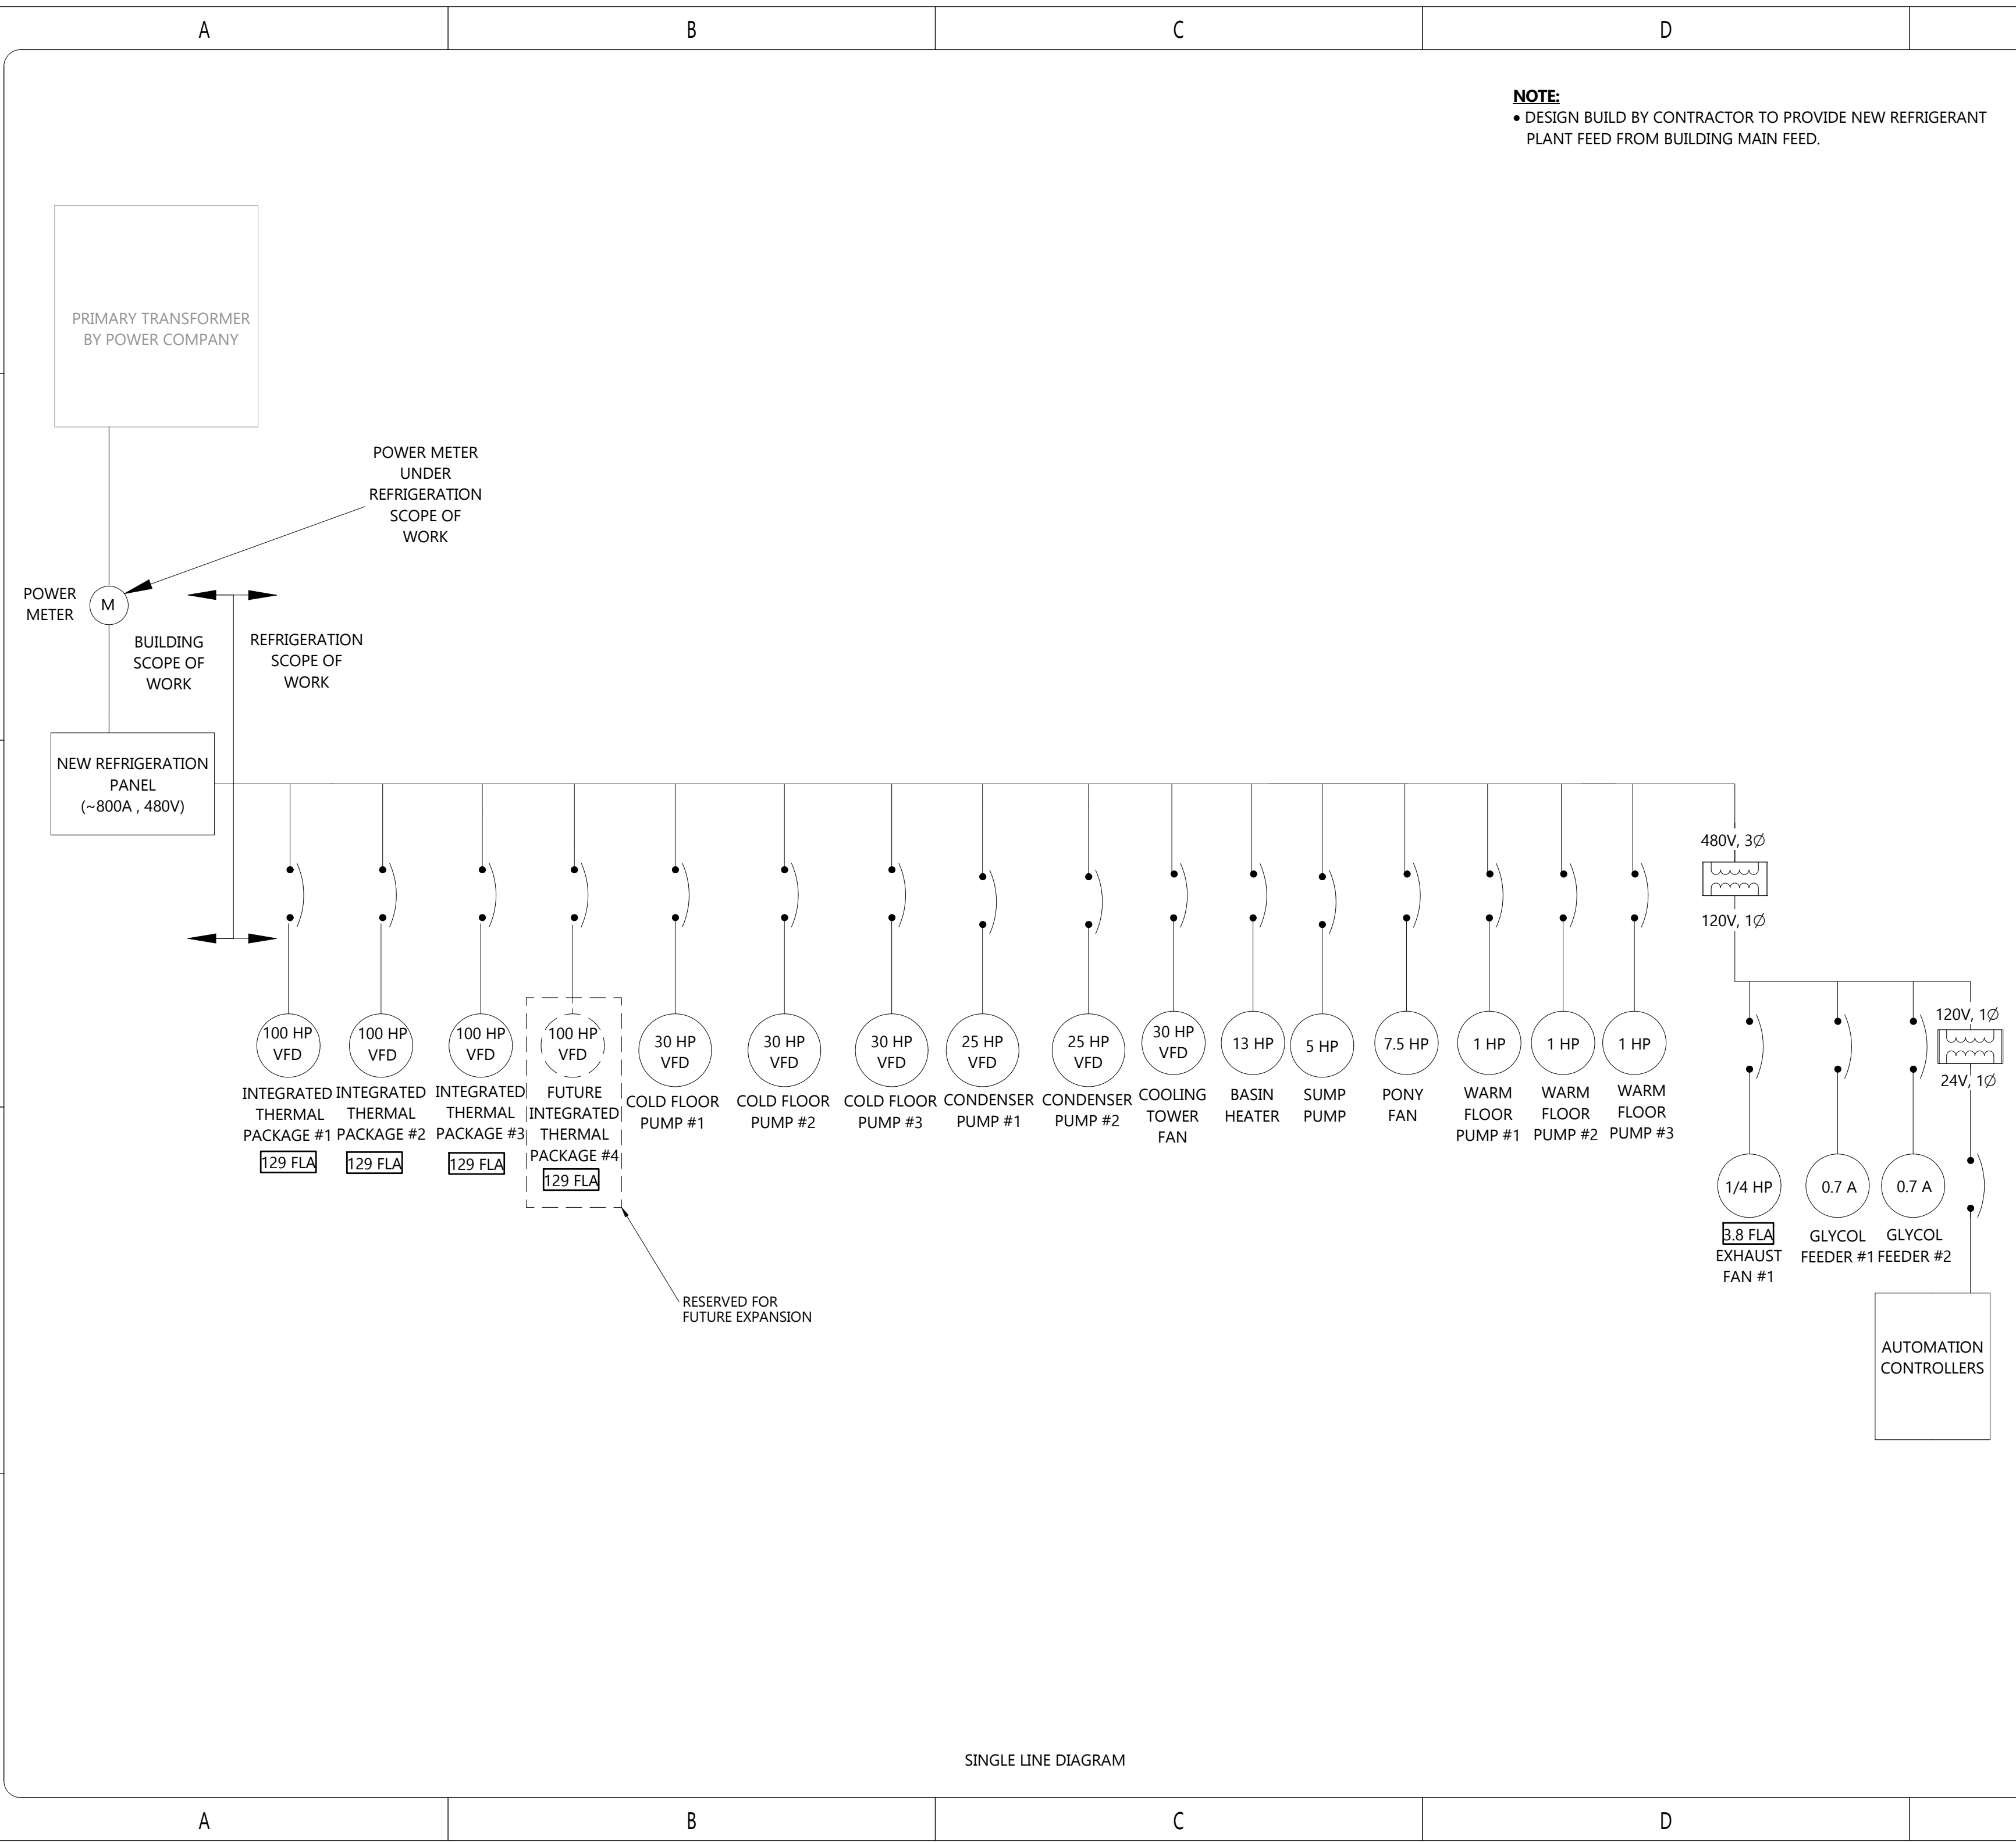 A
B
C
D
NOTE:
• DESIGN BUILD BY CONTRACTOR TO PROVIDE NEW REFRIGERANT
PLANT FEED FROM BUILDING MAIN FEED.
PRIMARY TRANSFORMER
BY POWER COMPANY
POWER METER
UNDER
REFRIGERATION
SCOPE OF
WORK
POWER
METER
M
BUILDING
SCOPE OF
WORK
REFRIGERATION
SCOPE OF
WORK
NEW REFRIGERATION
PANEL
(~800A , 480V)
100 HP
VFD
INTEGRATED
THERMAL
PACKAGE #1
129 FLA
100 HP
VFD
INTEGRATED
THERMAL
PACKAGE #2
129 FLA
100 HP
VFD
INTEGRATED
THERMAL
PACKAGE #3
129 FLA
100 HP
VFD
FUTURE
INTEGRATED
THERMAL
PACKAGE #4
129 FLA
RESERVED FOR
FUTURE EXPANSION
30 HP
VFD
COLD FLOOR
PUMP #1
30 HP
VFD
COLD FLOOR
PUMP #2
30 HP
VFD
COLD FLOOR
PUMP #3
25 HP
VFD
CONDENSER
PUMP #1
25 HP
VFD
CONDENSER
PUMP #2
30 HP
VFD
COOLING
TOWER
FAN
13 HP
BASIN
HEATER
5 HP
SUMP
PUMP
7.5 HP
PONY
FAN
1 HP
WARM
FLOOR
PUMP #1
1 HP
WARM
FLOOR
PUMP #2
1 HP
WARM
FLOOR
PUMP #3
480V, 3∅
120V, 1∅
1/4 HP
3.8 FLA
EXHAUST
FAN #1
0.7 A
GLYCOL
FEEDER #1
0.7 A
GLYCOL
FEEDER #2
120V, 1∅
24V, 1∅
AUTOMATION
CONTROLLERS
SINGLE LINE DIAGRAM
A
B
C
D